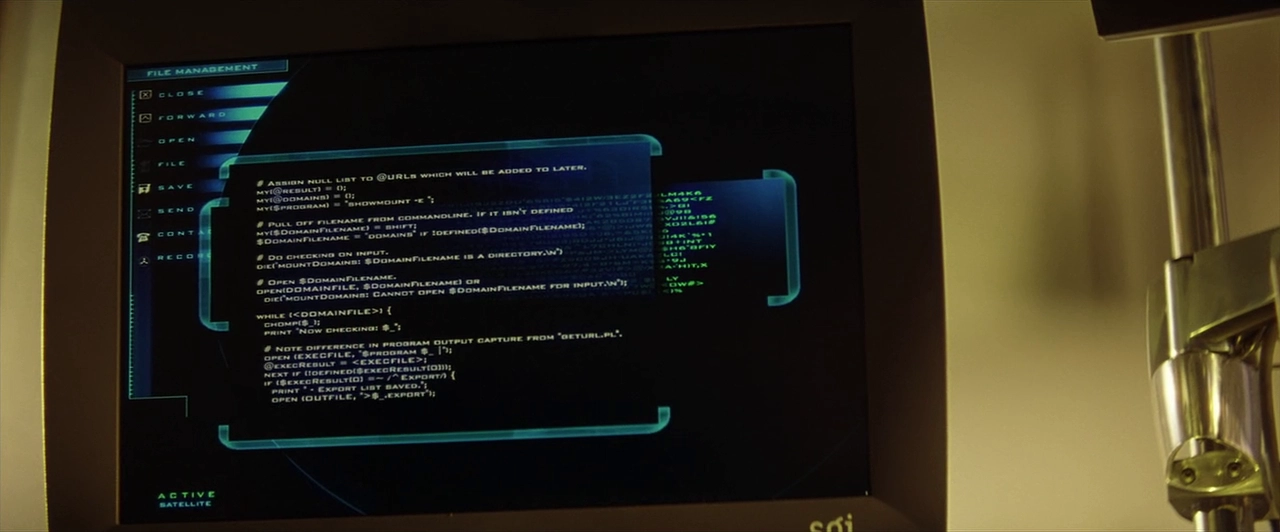 FILE MANAGEMENT
CLOSE
FORWARD
OPEN
FILE
SAVE
SEND
CONTA
RECOR
# ASSIGN NULL LIST TO @URLS WHICH WILL BE ADDED TO LATER.
MY(@RESULT) = ();
MY(@DOMAINS) = ();
MY($PROGRAM) = "SHOWMOUNT -E ";
# PULL OFF FILENAME FROM COMMANDLINE. IF IT ISN'T DEFINED
MY($DOMAINFILENAME) = SHIFT;
$DOMAINFILENAME = "DOMAINS" IF !DEFINED($DOMAINFILENAME);
# DO CHECKING ON INPUT.
DIE("MOUNTDOMAINS: $DOMAINFILENAME IS A DIRECTORY.\N")
# OPEN $DOMAINFILENAME.
OPEN(DOMAINFILE, $DOMAINFILENAME) OR
DIE("MOUNTDOMAINS: CANNOT OPEN $DOMAINFILENAME FOR INPUT.\N");
WHILE (<DOMAINFILE>) {
CHOMP($_);
PRINT "NOW CHECKING: $_";
# NOTE DIFFERENCE IN PROGRAM OUTPUT CAPTURE FROM "GETURL.PL".
OPEN (EXECFILE, "$PROGRAM $_ |");
@EXECRESULT = <EXECFILE>;
NEXT IF (!DEFINED($EXECRESULT[0]));
IF ($EXECRESULT[0] =~ /^EXPORT/) {
PRINT " - EXPORT LIST SAVED.";
OPEN (OUTFILE, ">$_.EXPORT");
ACTIVE
SATELLITE
sgi